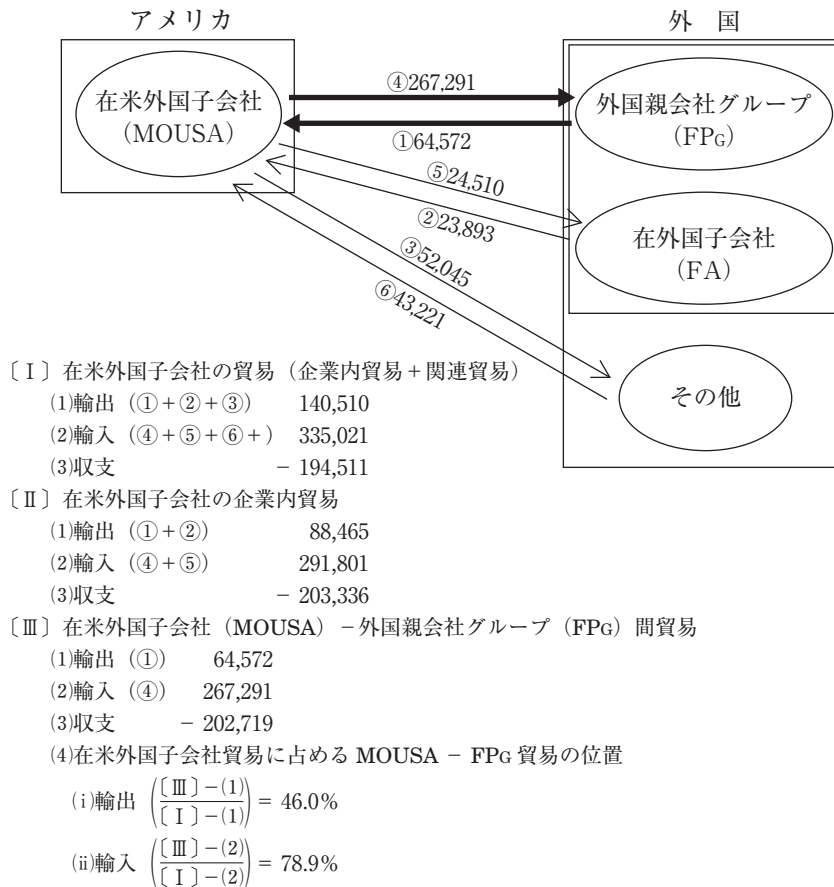 アメリカ
外 国
在米外国子会社
(MOUSA)
④267,291
①64,572
外国親会社グループ
(FPG)
⑤24,510
②23,893
在外国子会社
(FA)
③52,045
⑥43,221
その他
〔Ⅰ〕在米外国子会社の貿易(企業内貿易+関連貿易)
(1)輸出(①+②+③) 140,510
(2)輸入(④+⑤+⑥+) 335,021
(3)収支 − 194,511
〔Ⅱ〕在米外国子会社の企業内貿易
(1)輸出(①+②) 88,465
(2)輸入(④+⑤) 291,801
(3)収支 − 203,336
〔Ⅲ〕在米外国子会社(MOUSA)−外国親会社グループ(FPG)間貿易
(1)輸出(①) 64,572
(2)輸入(④) 267,291
(3)収支 − 202,719
(4)在米外国子会社貿易に占める MOUSA − FPG 貿易の位置
(ⅰ)輸出 (〔Ⅲ〕−(1)/〔Ⅰ〕−(1)) = 46.0%
(ⅱ)輸入 (〔Ⅲ〕−(2)/〔Ⅰ〕−(2)) = 78.9%